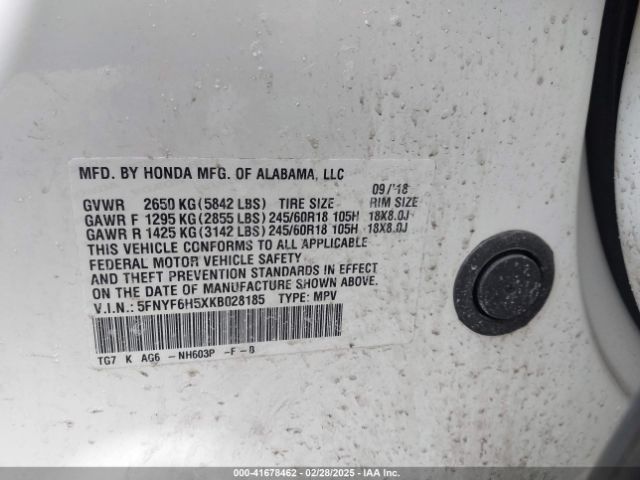 MFD. BY HONDA MFG. OF ALABAMA, LLC
09/'18
GVWR 2650 KG(5842 LBS) TIRE SIZE RIM SIZE
GAWR F 1295 KG(2855 LBS)245/60R18 105H 18X8.0J
GAWR R 1425 KG(3142 LBS)245/60R18 105H 18X8.0J
THIS VEHICLE CONFORMS TO ALL APPLICABLE
FEDERAL MOTOR VEHICLE SAFETY
AND THEFT PREVENTION STANDARDS IN EFFECT
ON THE DATE OF MANUFACTURE SHOWN ABOVE.
V.I.N.: 5FNYF6H5XKB028185 TYPE: MPV
TG7 K AG6 -NH603P -F-B
000-41678462 - 02/28/2025 - IAA Inc.